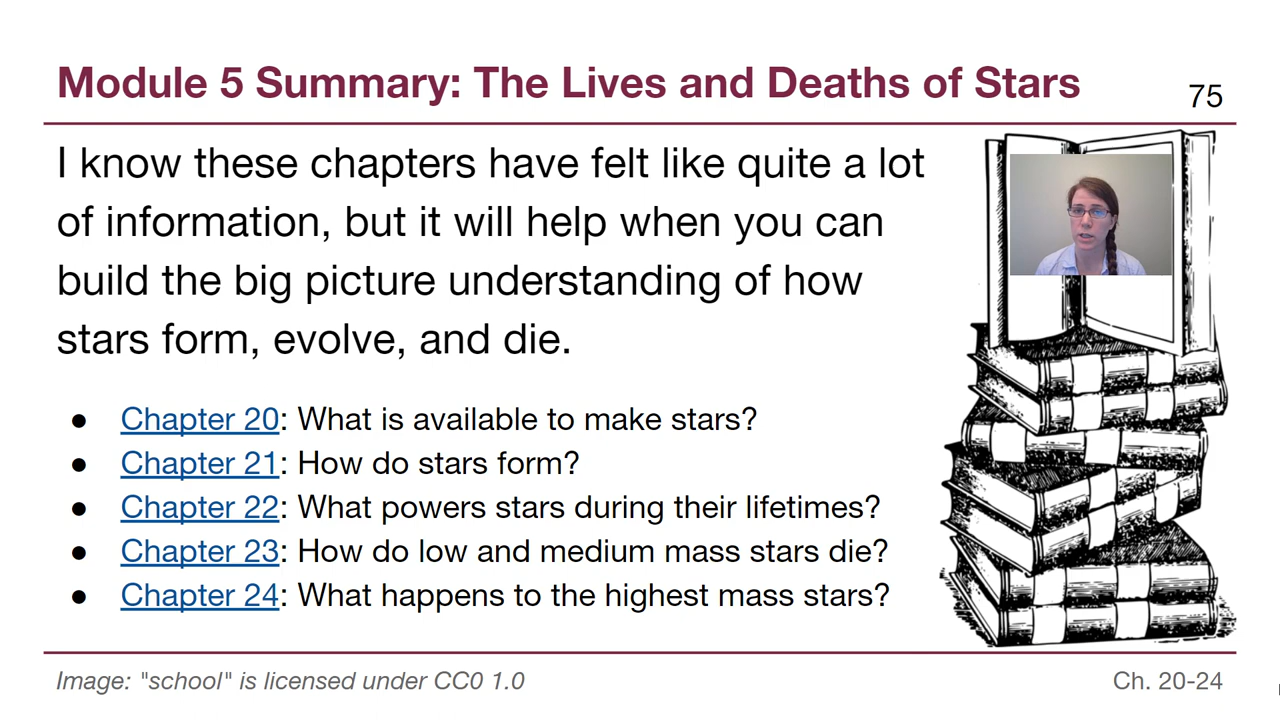 Module 5 Summary: The Lives and Deaths of Stars
75
I know these chapters have felt like quite a lot
of information, but it will help when you can
build the big picture understanding of how
stars form, evolve, and die.
● Chapter 20: What is available to make stars?
● Chapter 21: How do stars form?
● Chapter 22: What powers stars during their lifetimes?
● Chapter 23: How do low and medium mass stars die?
● Chapter 24: What happens to the highest mass stars?
Image: "school" is licensed under CC0 1.0
Ch. 20-24